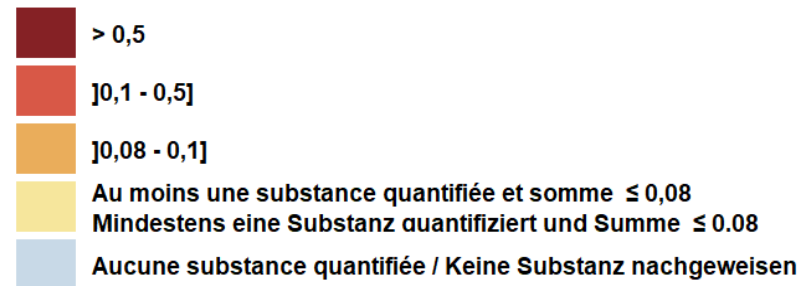 > 0,5
]0,1 - 0,5]
]0,08 - 0,1]
Au moins une substance quantifiée et somme ≤ 0,08
Mindestens eine Substanz quantifiziert und Summe ≤ 0.08
Aucune substance quantifiée / Keine Substanz nachgeweisen